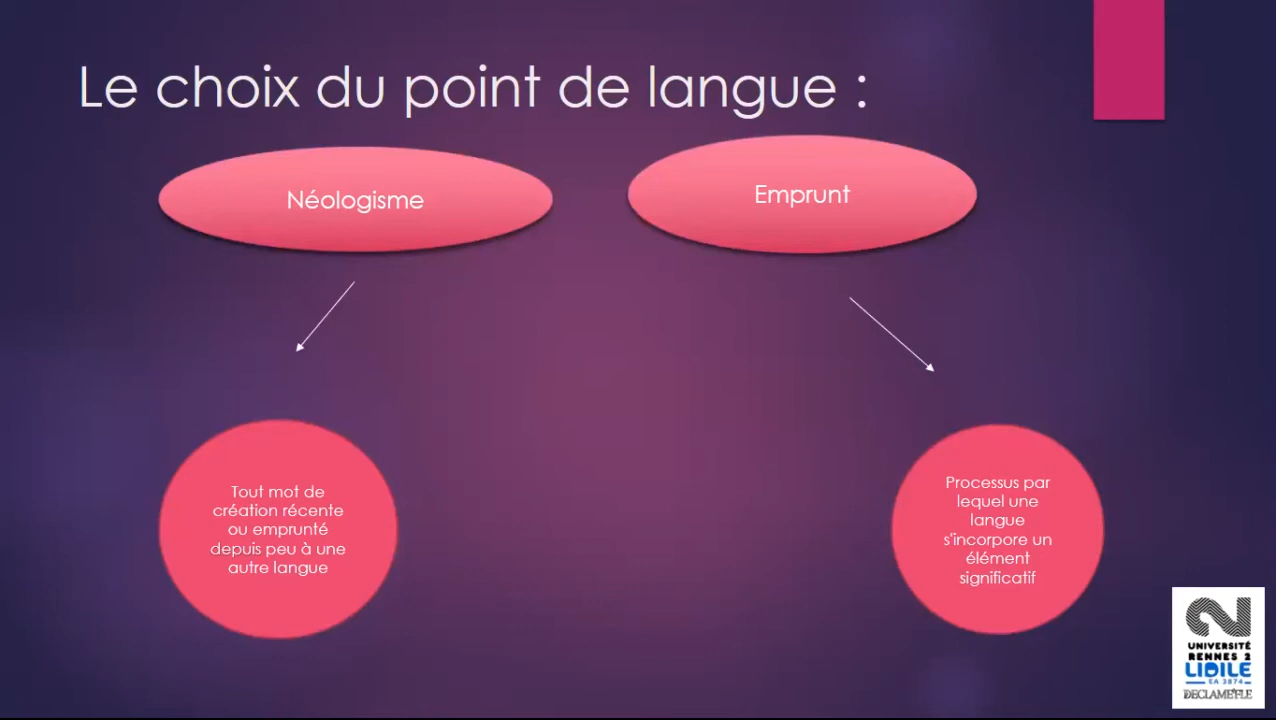 Le choix du point de langue :
Néologisme
Emprunt
Tout mot de
création récente
ou emprunté
depuis peu à une
autre langue
Processus par
lequel une
langue
s'incorpore un
élément
significatif
UNIVERSITÉ
RENNES 2
LIDILE
EA 3874
DECLAME'FLE